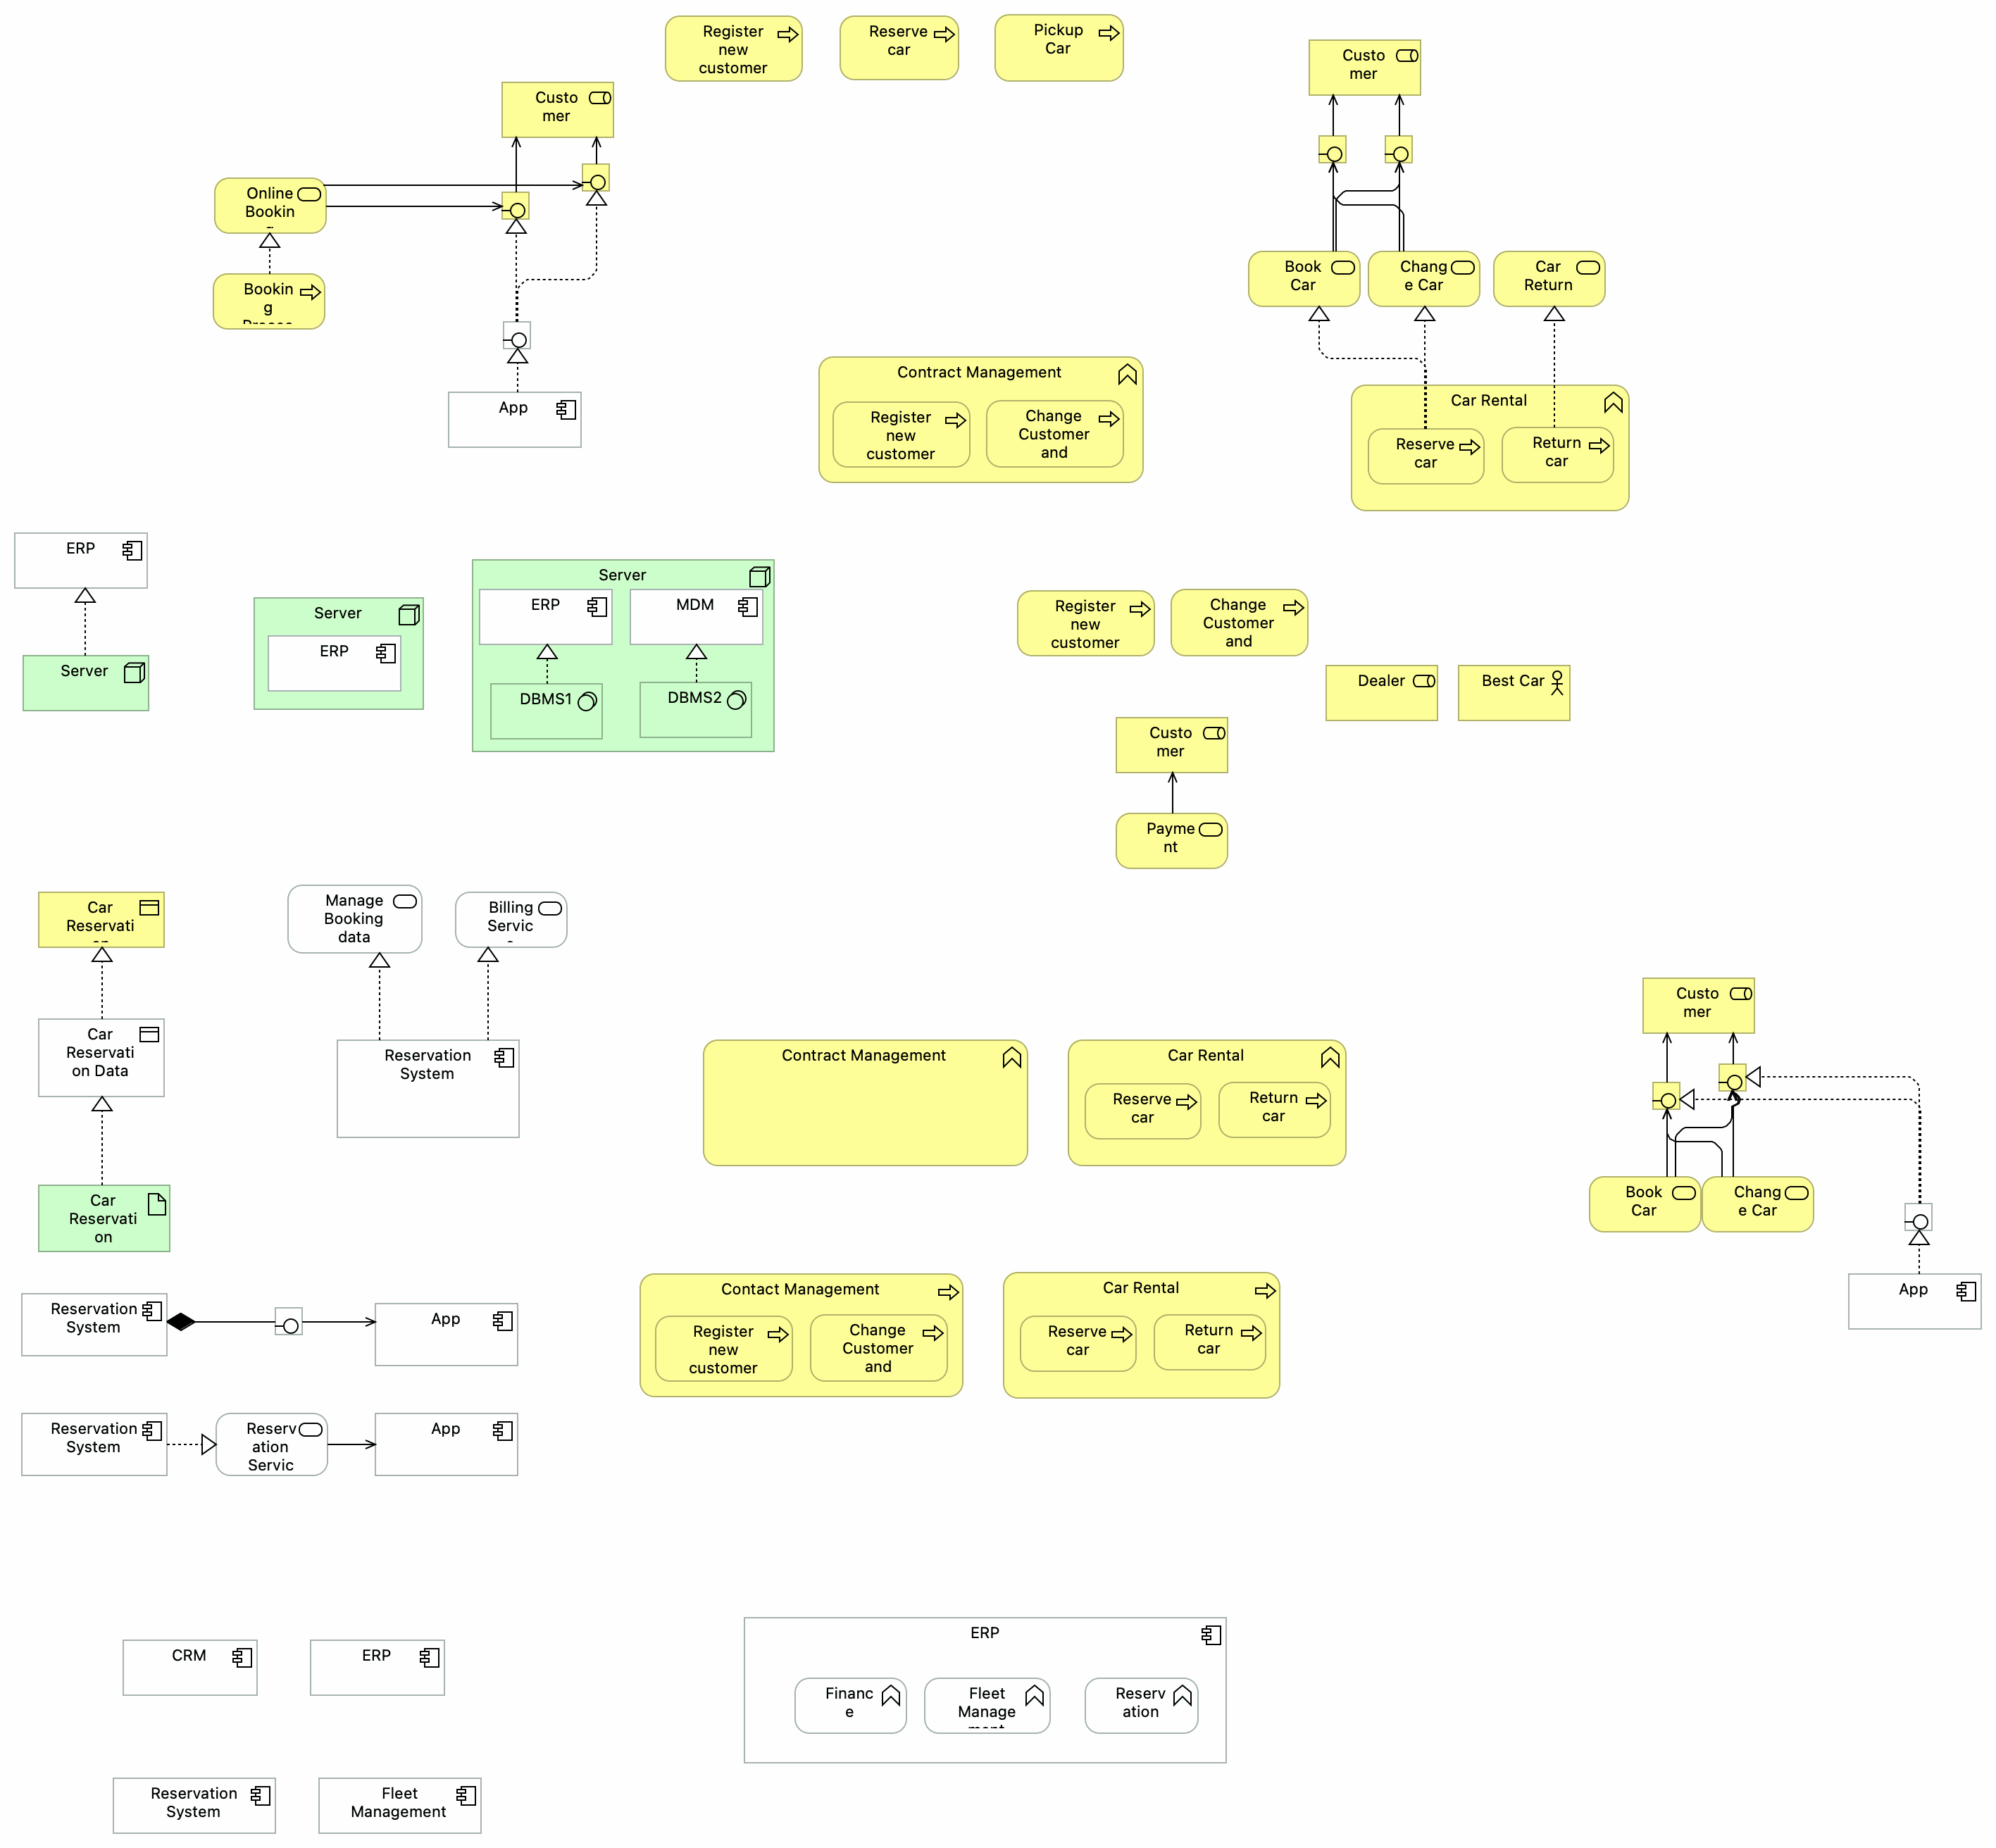 Register
new
customer
Reserve
car
Pickup
Car
Custo
mer
Custo
mer
Online
Bookin
Bookin
g
App
Book
Car
Chang
e Car
Car
Return
Contract Management
Register
new
customer
Change
Customer
and
Car Rental
Reserve
car
Return
car
ERP
Server
Server
ERP
Server
ERP
MDM
DBMS1
DBMS2
Register
new
customer
Change
Customer
and
Dealer
Best Car
Custo
mer
Payme
nt
Car
Reservati
Manage
Booking
data
Billing
Servic
Car
Reservati
on Data
Reservation
System
Car
Reservati
on
Contract Management
Car Rental
Reserve
car
Return
car
Custo
mer
Book
Car
Chang
e Car
App
Reservation
System
App
Contact Management
Register
new
customer
Change
Customer
and
Car Rental
Reserve
car
Return
car
Reservation
System
Reserv
ation
Servic
App
CRM
ERP
ERP
Financ
e
Fleet
Manage
Reserv
ation
Reservation
System
Fleet
Management